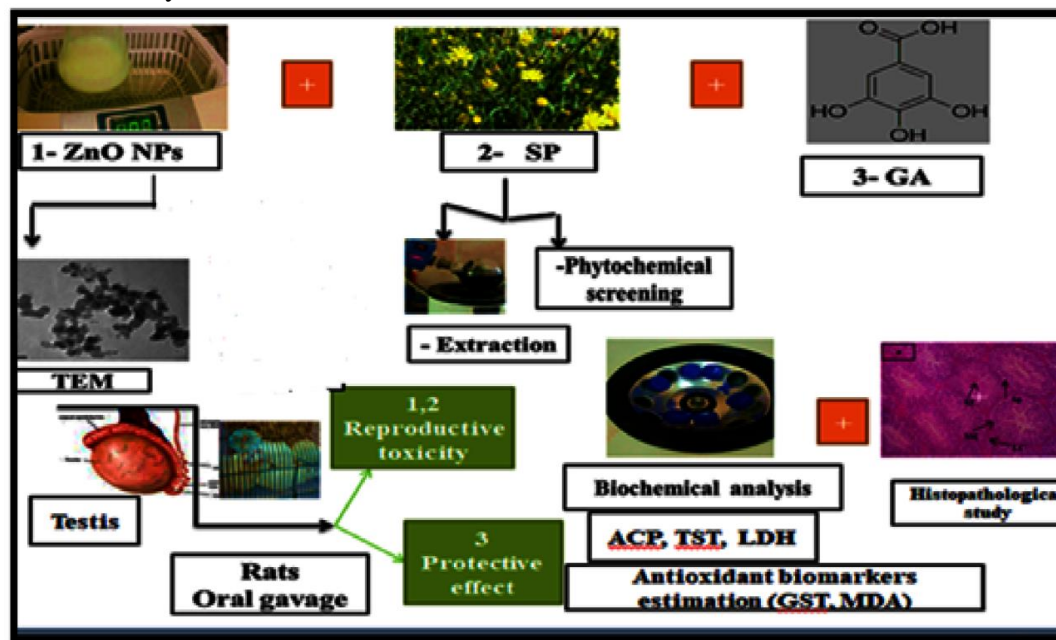 1- ZnO NPs
2- SP
3- GA
O
OH
HO
OH
OH
-Phytochemical
screening
- Extraction
TEM
1,2
Reproductive
toxicity
3
Protective
effect
Testis
Rats
Oral gavage
Biochemical analysis
ACP, TST, LDH
Antioxidant biomarkers
estimation (GST, MDA)
Histopathologica
study